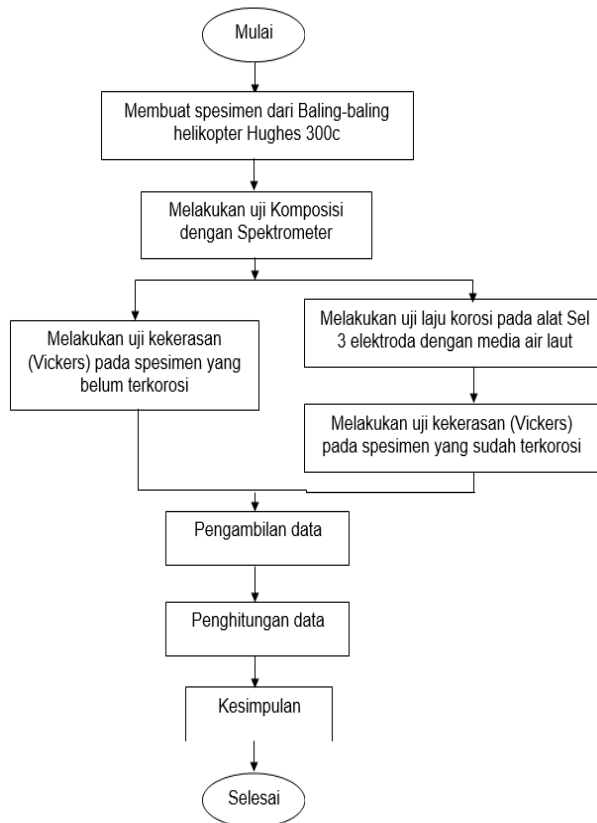 Mulai
Membuat spesimen dari Baling-baling
helikopter Hughes 300c
Melakukan uji Komposisi
dengan Spektrometer
Melakukan uji kekerasan
(Vickers) pada spesimen yang
belum terkorosi
Melakukan uji laju korosi pada alat Sel
3 elektroda dengan media air laut
Melakukan uji kekerasan (Vickers)
pada spesimen yang sudah terkorosi
Pengambilan data
Penghitungan data
Kesimpulan
Selesai